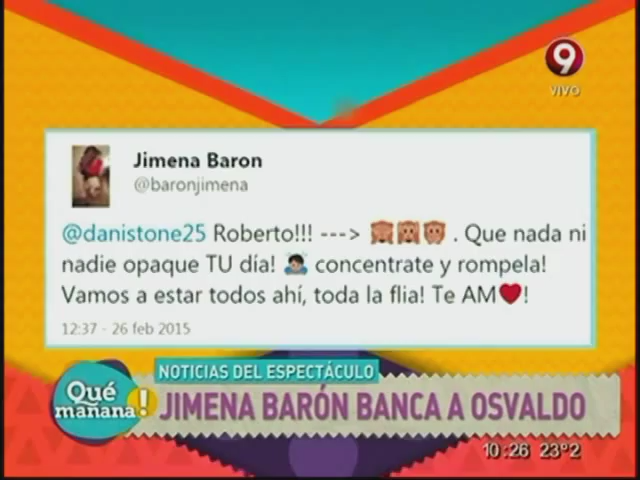 9
VIVO
Jimena Baron
@baronjimena
@danistone25 Roberto!!! ---> 🙈🙉🙊 . Que nada ni
nadie opaque TU día! 🙇 concentrate y rompela!
Vamos a estar todos ahí, toda la flia! Te AM❤!
12:37 - 26 feb 2015
NOTICIAS DEL ESPECTÁCULO
Qué
mañana!
JIMENA BARÓN BANCA A OSVALDO
10:26 23°2